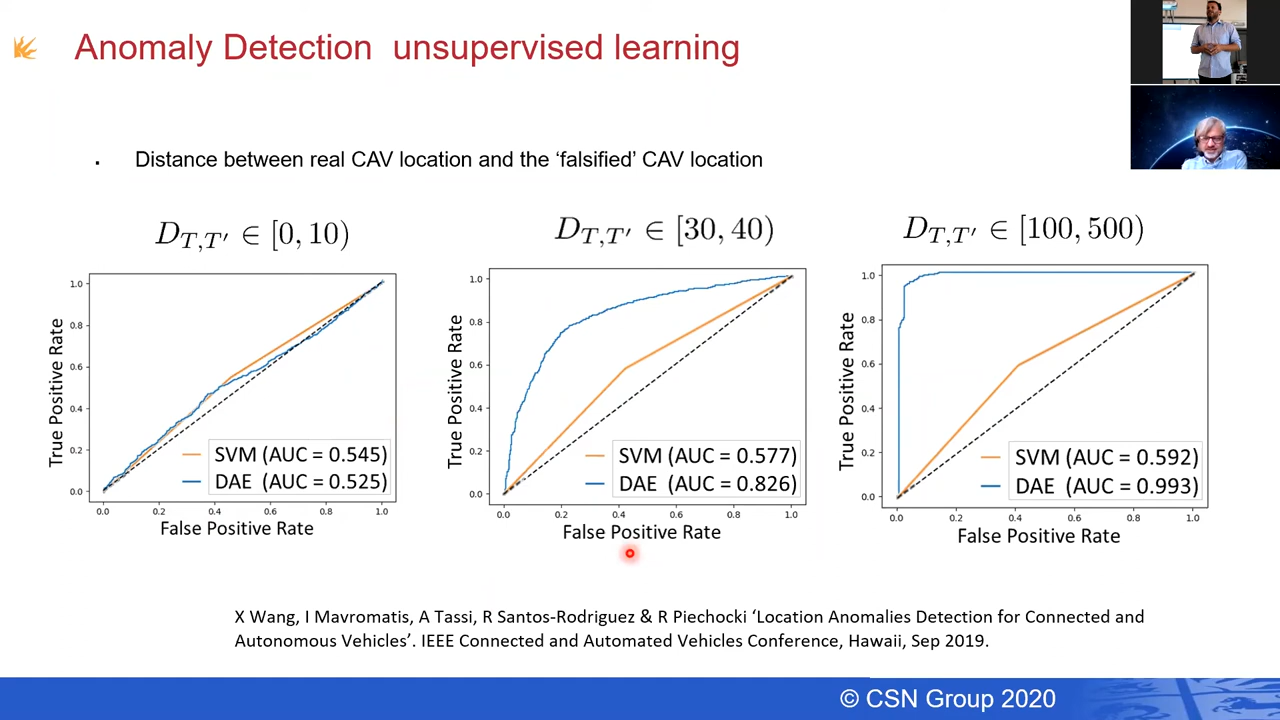 Anomaly Detection unsupervised learning
▪ Distance between real CAV location and the ‘falsified’ CAV location
D_{T,T′} ∈ [0, 10)
D_{T,T′} ∈ [30, 40)
D_{T,T′} ∈ [100, 500)
True Positive Rate
1.0
0.8
0.6
0.4
0.2
0.0
SVM (AUC = 0.545)
DAE (AUC = 0.525)
0.0 0.2 0.4 0.6 0.8 1.0
False Positive Rate
True Positive Rate
1.0
0.8
0.6
0.4
0.2
0.0
SVM (AUC = 0.577)
DAE (AUC = 0.826)
0.0 0.2 0.4 0.6 0.8 1.0
False Positive Rate
True Positive Rate
1.0
0.8
0.6
0.4
0.2
0.0
SVM (AUC = 0.592)
DAE (AUC = 0.993)
0.0 0.2 0.4 0.6 0.8 1.0
False Positive Rate
X Wang, I Mavromatis, A Tassi, R Santos-Rodriguez & R Piechocki ‘Location Anomalies Detection for Connected and
Autonomous Vehicles’. IEEE Connected and Automated Vehicles Conference, Hawaii, Sep 2019.
© CSN Group 2020